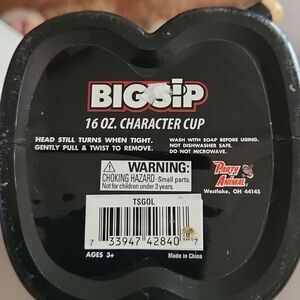 BIGSiP
16 OZ. CHARACTER CUP
HEAD STILL TURNS WHEN TIGHT.
GENTLY PULL & TWIST TO REMOVE.
WASH WITH SOAP BEFORE USING.
NOT DISHWASHER SAFE.
DO NOT MICROWAVE.
WARNING:
CHOKING HAZARD - Small parts.
Not for children under 3 years.
PARTY
ANIMAL
Westlake, OH 44145
TSGOL
7 33947 42840 7
AGES 3+
Made in China